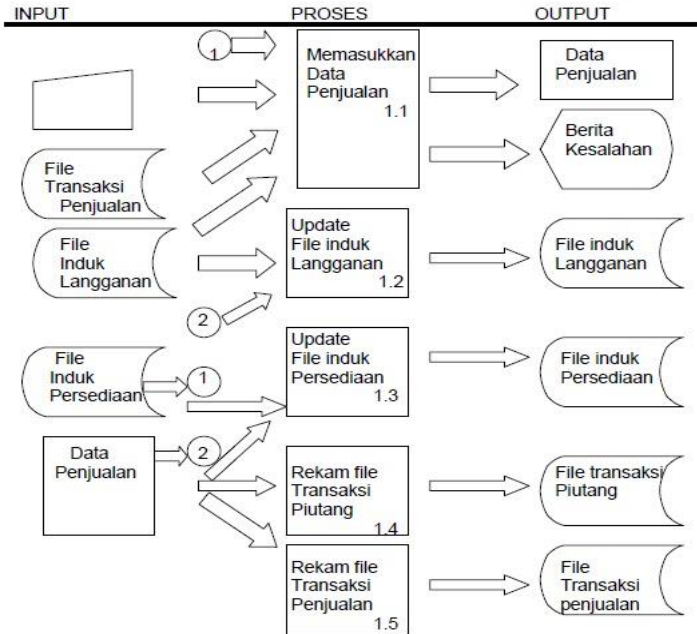 INPUT PROSES OUTPUT
1
Memasukkan
Data
Penjualan
1.1
Data
Penjualan
Berita
Kesalahan
File
Transaksi
Penjualan
File
Induk
Langganan
Update
File induk
Langganan
1.2
File induk
Langganan
2
File
Induk
Persediaan
1
Update
File induk
Persediaan
1.3
File induk
Persediaan
Data
Penjualan
2
Rekam file
Transaksi
Piutang
1.4
File transaksi
Piutang
Rekam file
Transaksi
Penjualan
1.5
File
Transaksi
penjualan